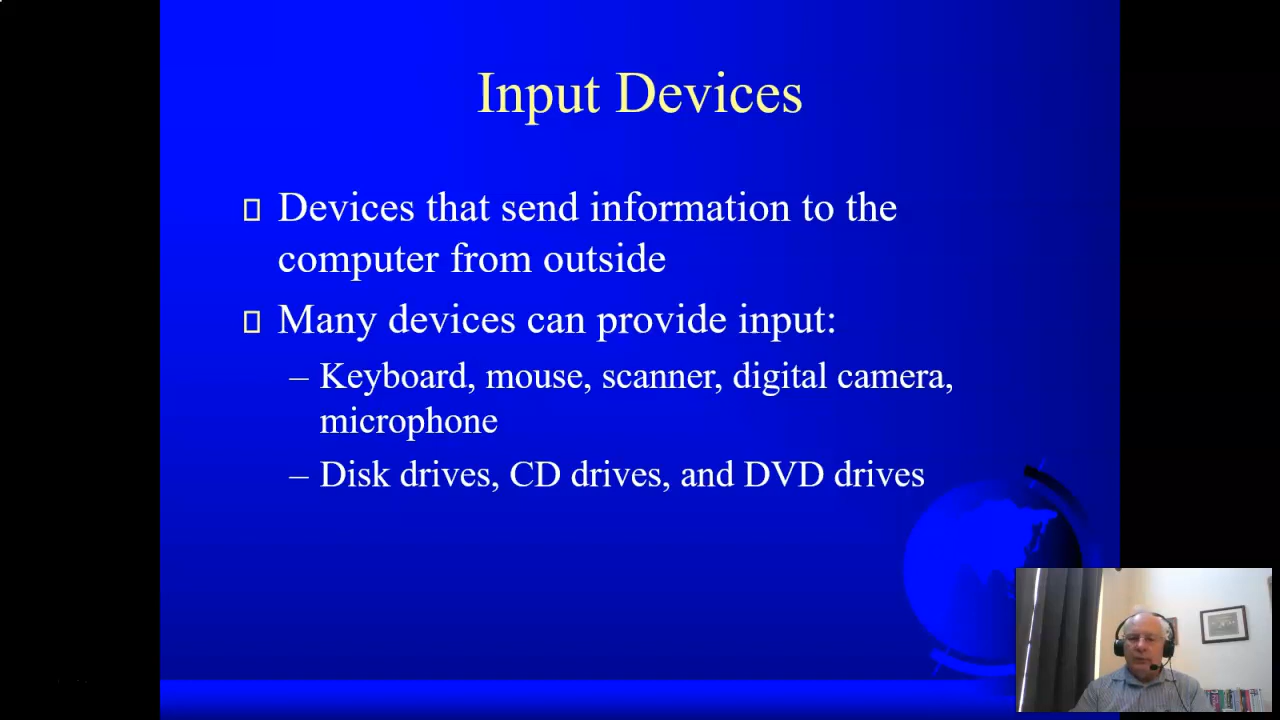 Input Devices
Devices that send information to the
computer from outside
Many devices can provide input:
– Keyboard, mouse, scanner, digital camera,
microphone
– Disk drives, CD drives, and DVD drives